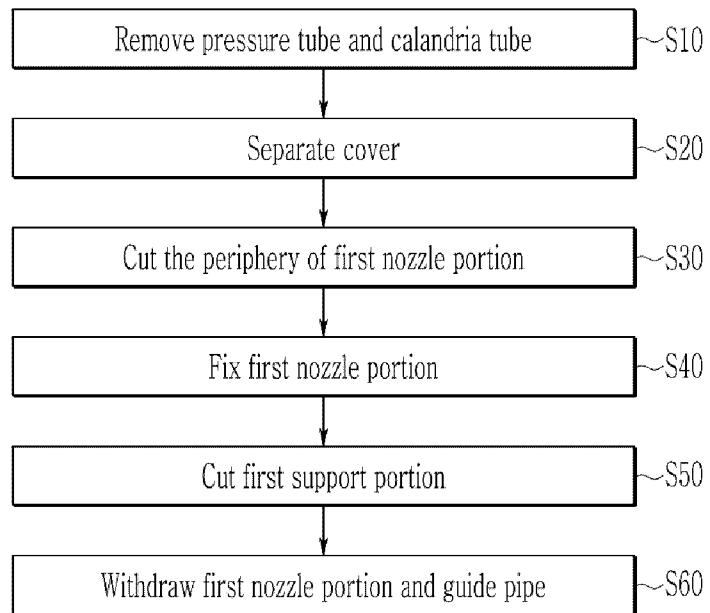 Remove pressure tube and calandria tube S10
Separate cover S20
Cut the periphery of first nozzle portion S30
Fix first nozzle portion S40
Cut first support portion S50
Withdraw first nozzle portion and guide pipe S60